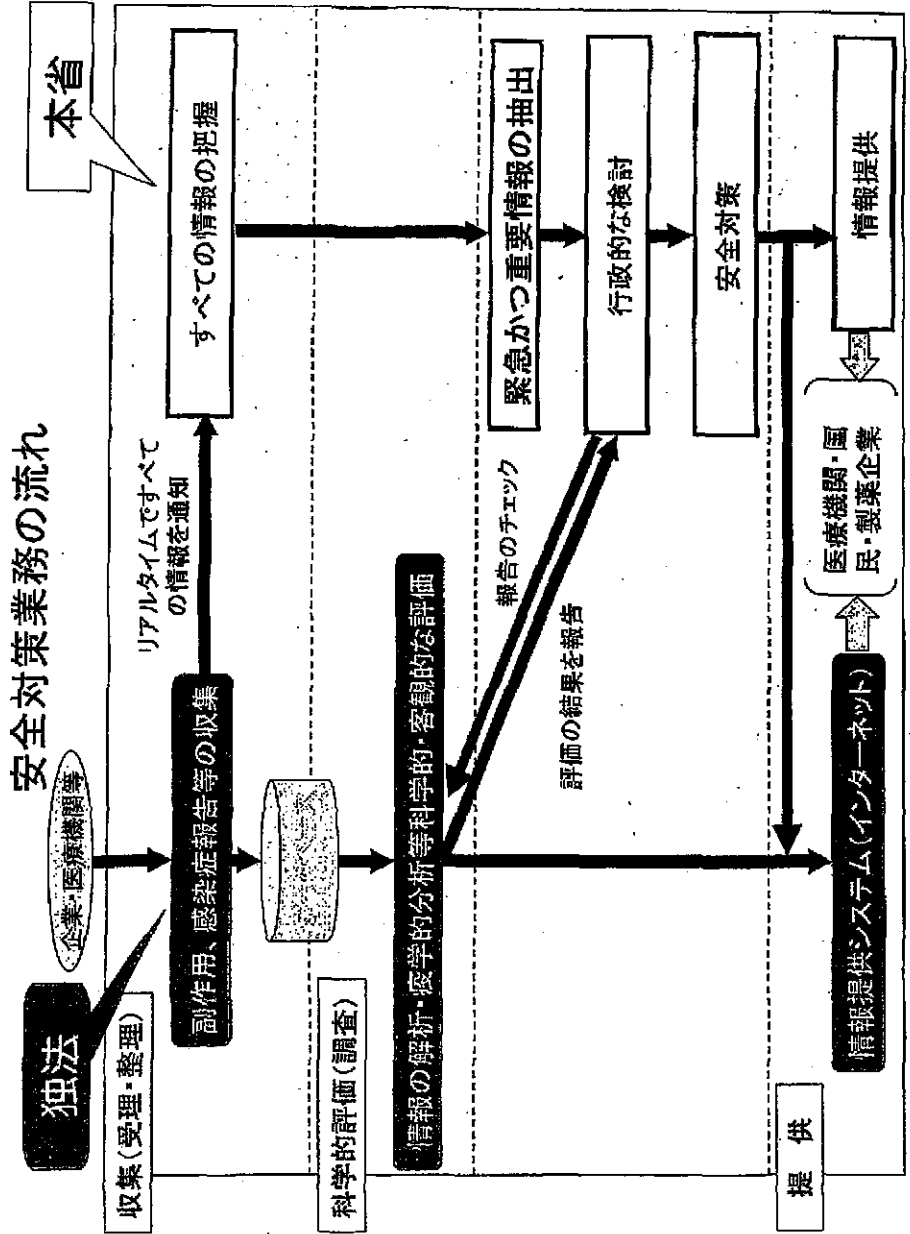 安全対策業務の流れ
独法
企業・医療機関等
本省
収集(受理・整理)
副作用、感染症報告等の収集
リアルタイムですべて
の情報を通知
すべての情報の把握
科学的評価(調査)
情報の解析・疫学的分析等科学的・客観的な評価
緊急かつ重要情報の抽出
報告のチェック
評価の結果を報告
行政的な検討
安全対策
提 供
情報提供システム(インターネット)
医療機関・国
民・製薬企業
情報提供